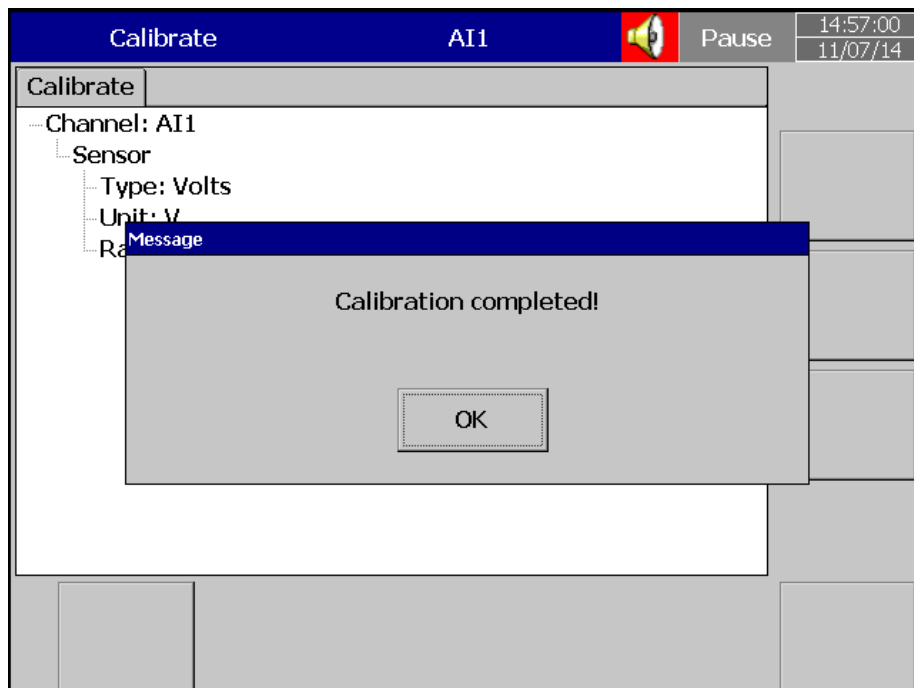 Calibrate AI1 Pause 14:57:00
11/07/14
Calibrate
Channel: AI1
Sensor
Type: Volts
Unit: V
Message
Calibration completed!
OK